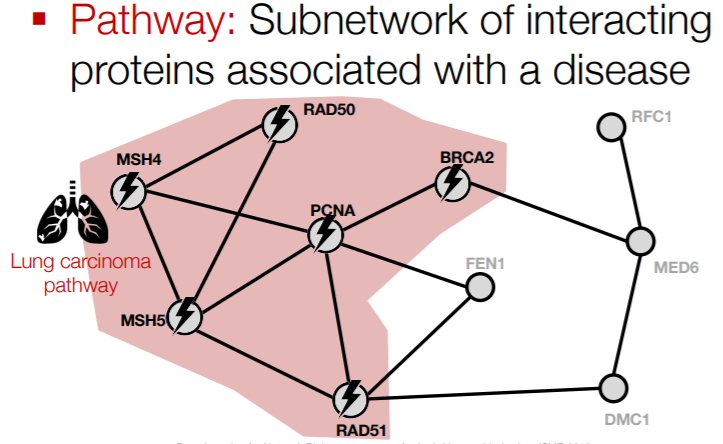 Pathway: Subnetwork of interacting
proteins associated with a disease
RAD50
RFC1
MSH4
BRCA2
PCNA
Lung carcinoma
pathway
FEN1
MED6
MSH5
DMC1
RAD51